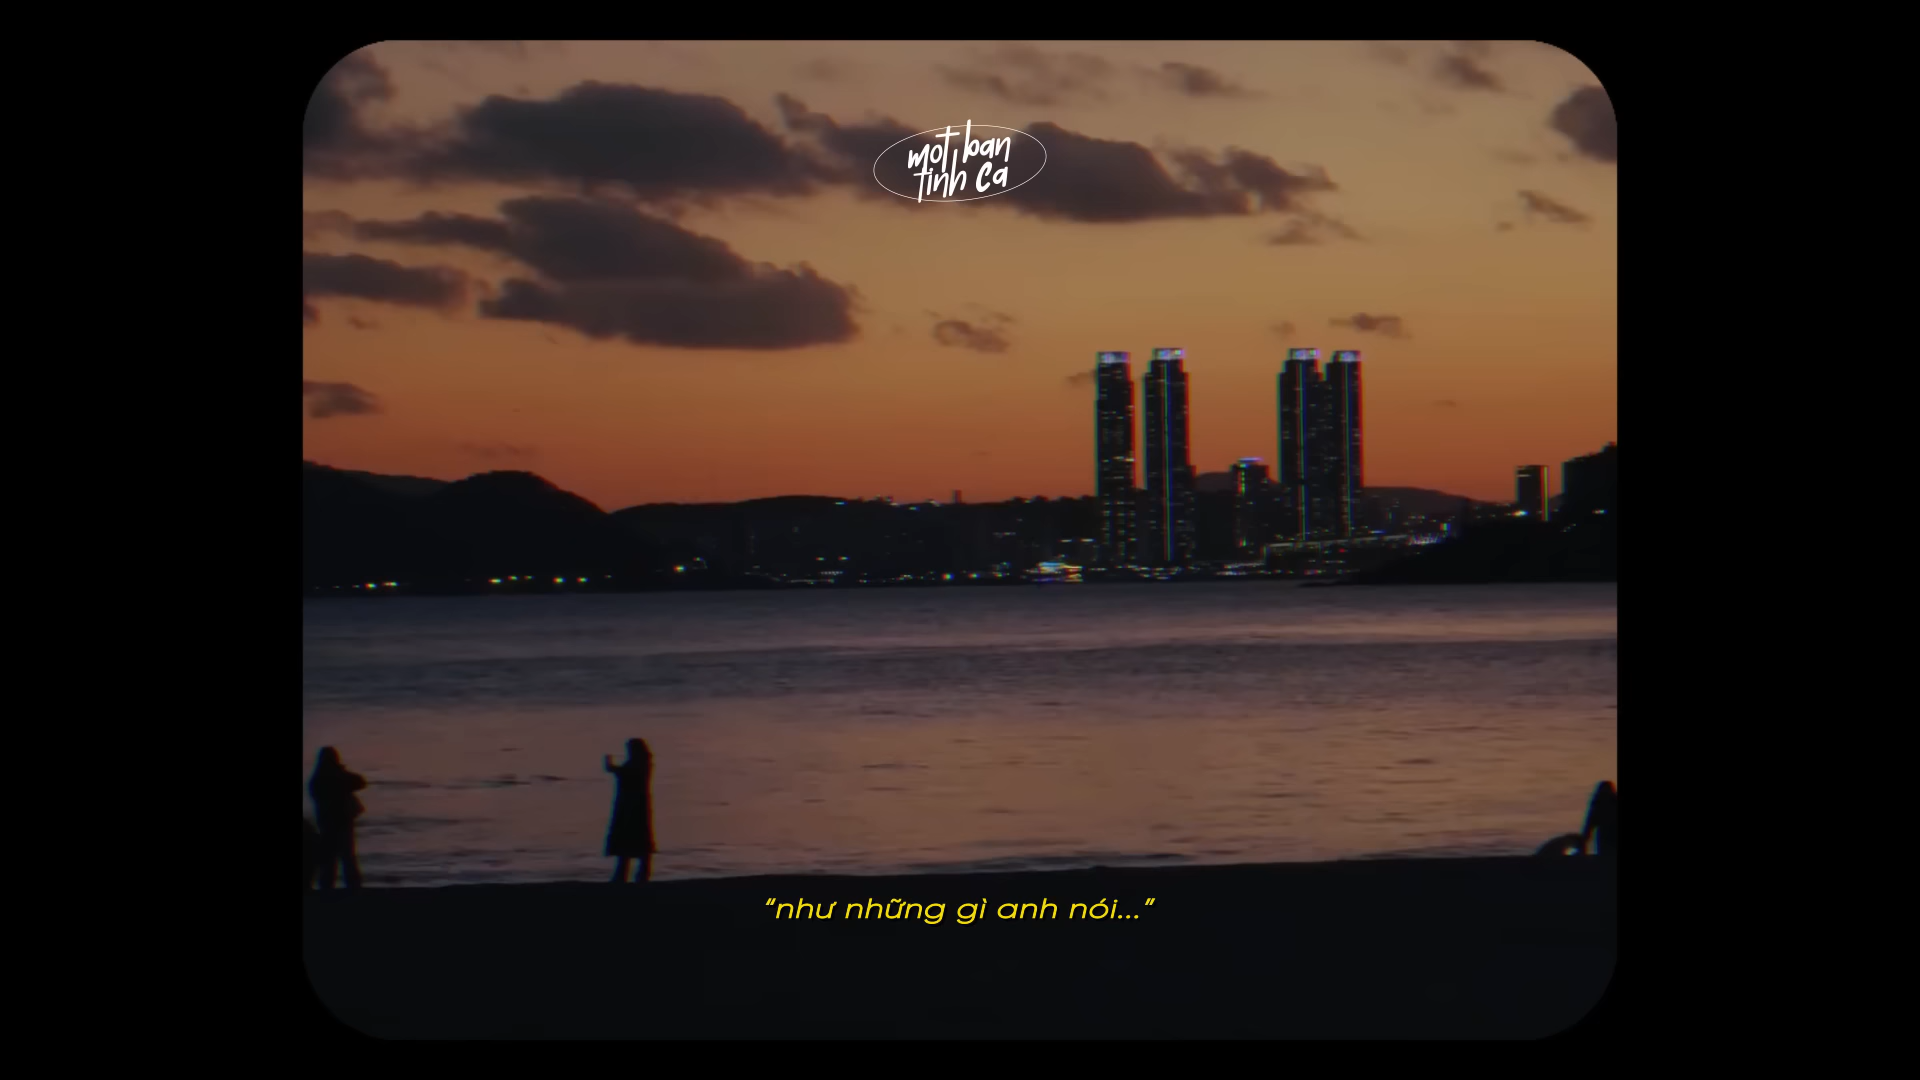 một bản
tình ca
“như những gì anh nói...”